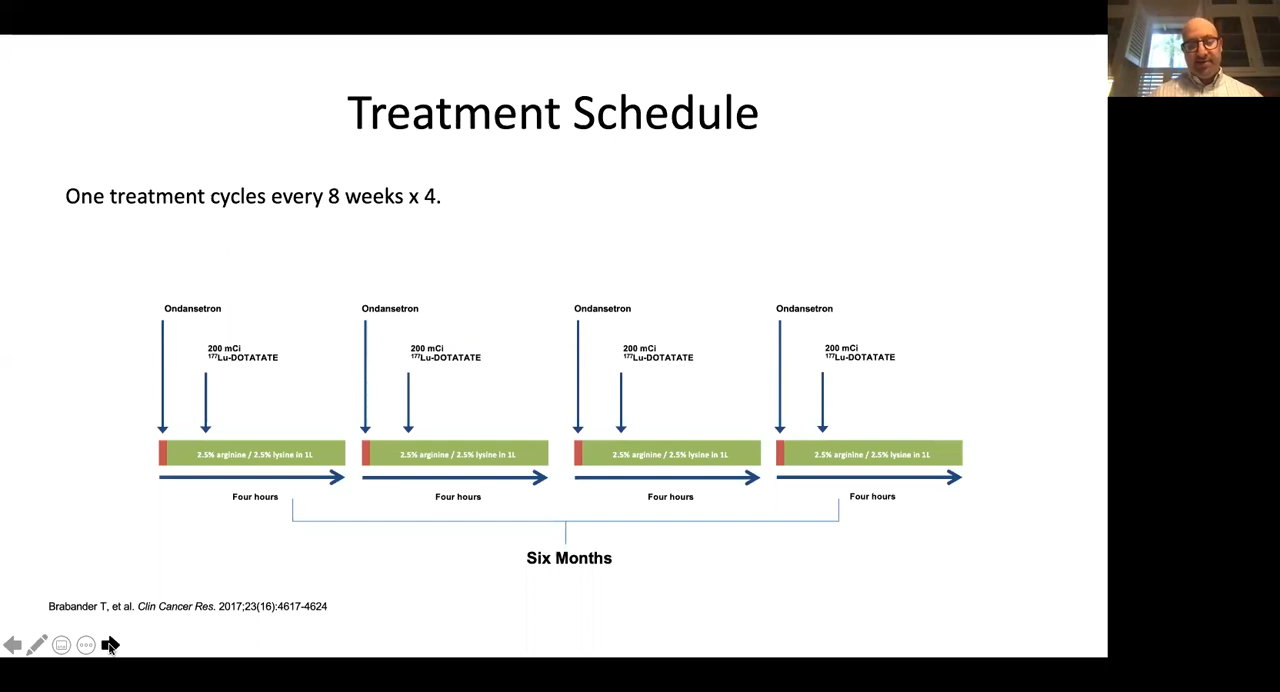 Treatment Schedule
One treatment cycles every 8 weeks x 4.
Ondansetron
Ondansetron
Ondansetron
Ondansetron
200 mCi
¹⁷⁷Lu-DOTATATE
200 mCi
¹⁷⁷Lu-DOTATATE
200 mCi
¹⁷⁷Lu-DOTATATE
200 mCi
¹⁷⁷Lu-DOTATATE
2.5% arginine / 2.5% lysine in 1L
2.5% arginine / 2.5% lysine in 1L
2.5% arginine / 2.5% lysine in 1L
2.5% arginine / 2.5% lysine in 1L
Four hours
Four hours
Four hours
Four hours
Six Months
Brabander T, et al. Clin Cancer Res. 2017;23(16):4617-4624